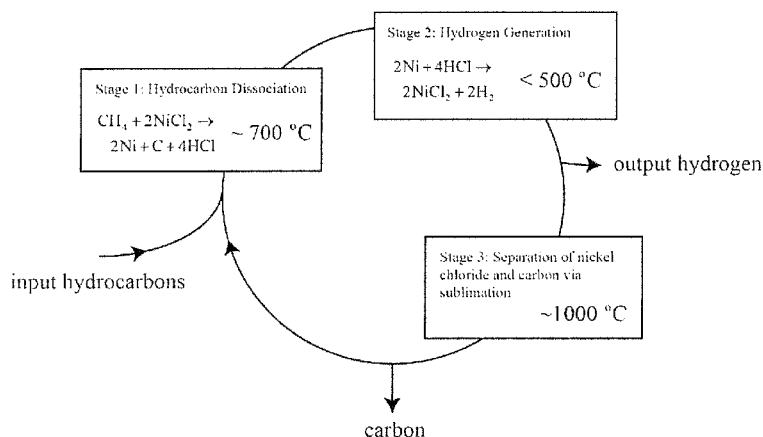 Stage 1: Hydrocarbon Dissociation
CH₄ + 2NiCl₂ →
2Ni + C + 4HCl
~ 700 °C
Stage 2: Hydrogen Generation
2Ni + 4HCl →
2NiCl₂ + 2H₂
< 500 °C
output hydrogen
Stage 3: Separation of nickel
chloride and carbon via
sublimation
~1000 °C
input hydrocarbons
carbon